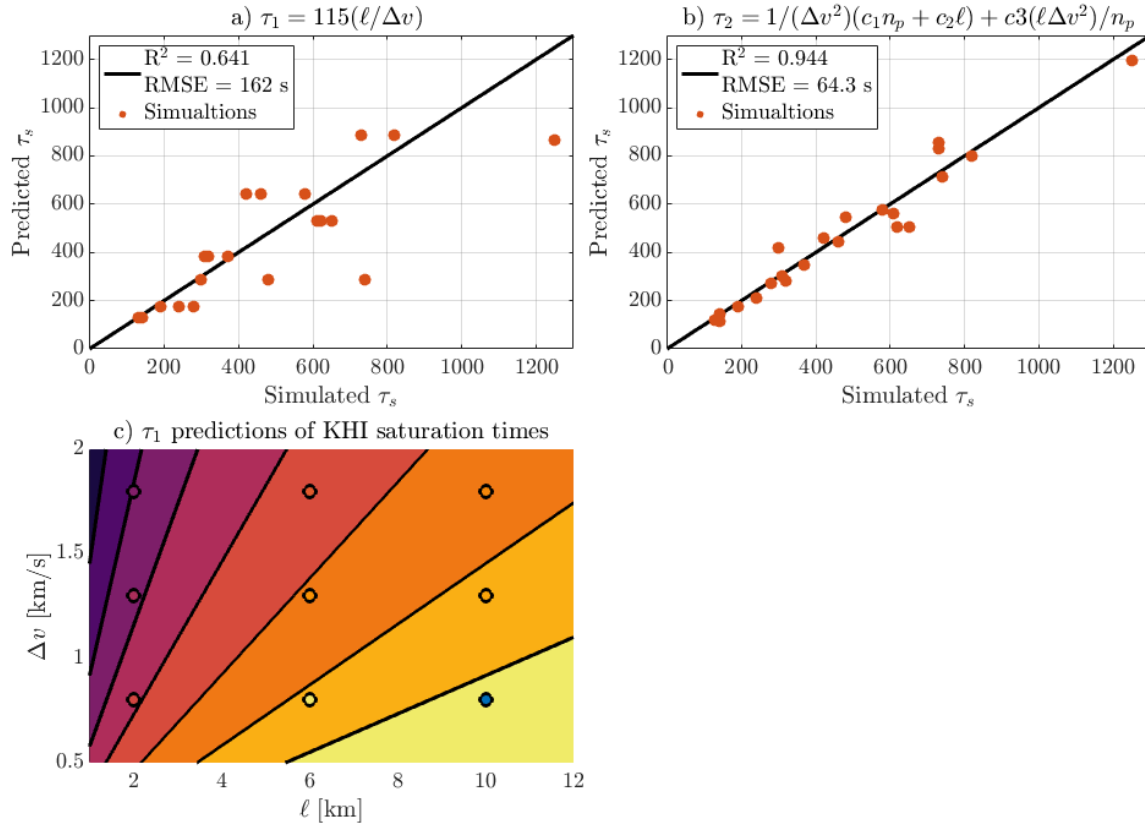 a) τ₁ = 115(ℓ/Δv)
R² = 0.641
RMSE = 162 s
Simualtions
Predicted τₛ
1200
1000
800
600
400
200
0
0 200 400 600 800 1000 1200
Simulated τₛ
b) τ₂ = 1/(Δv²)(c₁nₚ + c₂ℓ) + c3(ℓΔv²)/nₚ
R² = 0.944
RMSE = 64.3 s
Simualtions
Predicted τₛ
1200
1000
800
600
400
200
0
0 200 400 600 800 1000 1200
Simulated τₛ
c) τ₁ predictions of KHI saturation times
Δv [km/s]
2
1.5
1
0.5
2 4 6 8 10 12
ℓ [km]